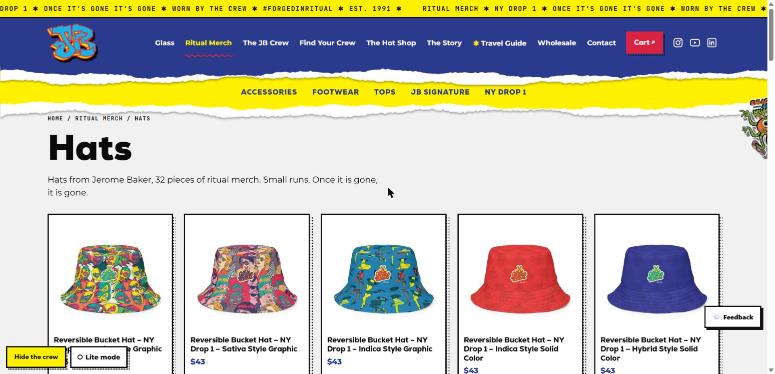 DROP 1 ✱ ONCE IT'S GONE IT'S GONE ✱ WORN BY THE CREW ✱ #FORGEDINRITUAL ✱ EST. 1991 ✱ RITUAL MERCH ✱ NY DROP 1 ✱ ONCE IT'S GONE IT'S GONE ✱ WORN BY THE CREW ✱
JB
Glass Ritual Merch The JB Crew Find Your Crew The Hot Shop The Story ✱ Travel Guide Wholesale Contact Cart ↗
ACCESSORIES FOOTWEAR TOPS JB SIGNATURE NY DROP 1
HOME / RITUAL MERCH / HATS
Hats
Hats from Jerome Baker, 32 pieces of ritual merch. Small runs. Once it is gone,
it is gone.
Feedback
Reversible Bucket Hat – NY
Style Graphic
Reversible Bucket Hat – NY
Drop 1 – Sativa Style Graphic
$43
Reversible Bucket Hat – NY
Drop 1 – Indica Style Graphic
$43
Reversible Bucket Hat – NY
Drop 1 – Indica Style Solid
Color
$43
Reversible Bucket Hat – NY
Drop 1 – Hybrid Style Solid
Color
$43
Hide the crew
Lite mode